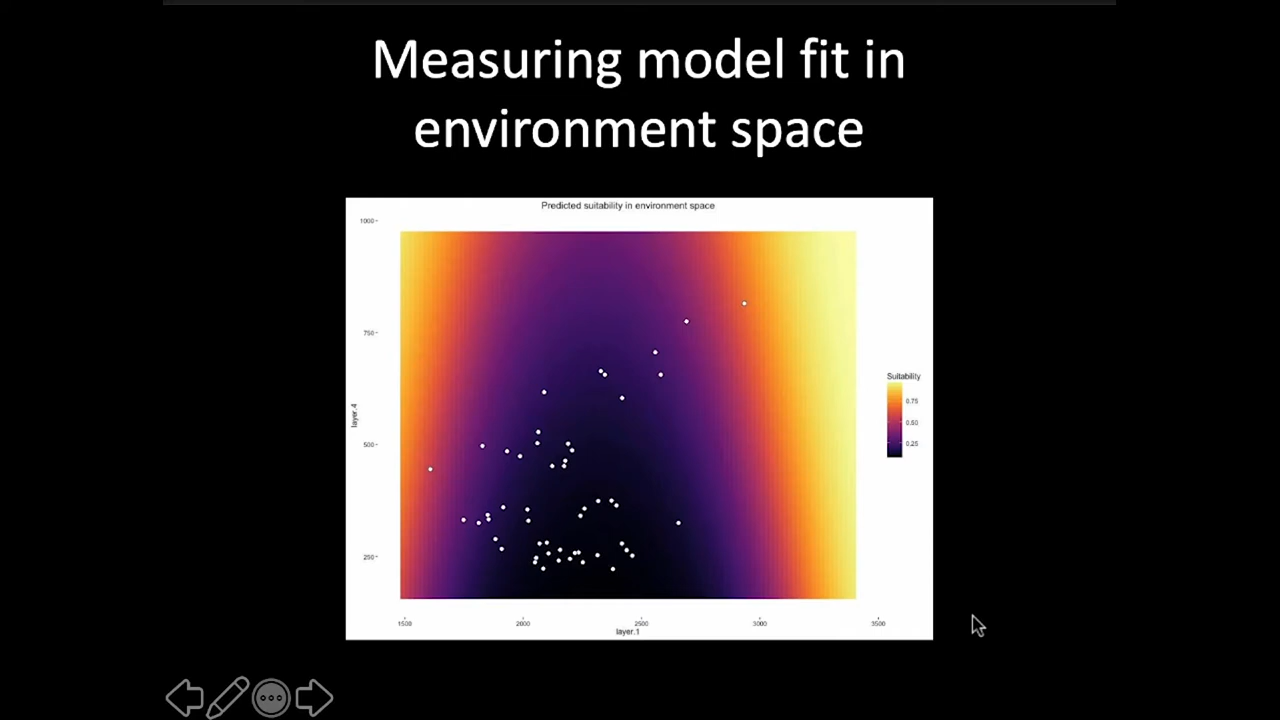 Measuring model fit in
environment space
Predicted suitability in environment space
1000
750
500
250
layer.4
1500
2000
2500
3000
3500
layer.1
Suitability
0.75
0.50
0.25